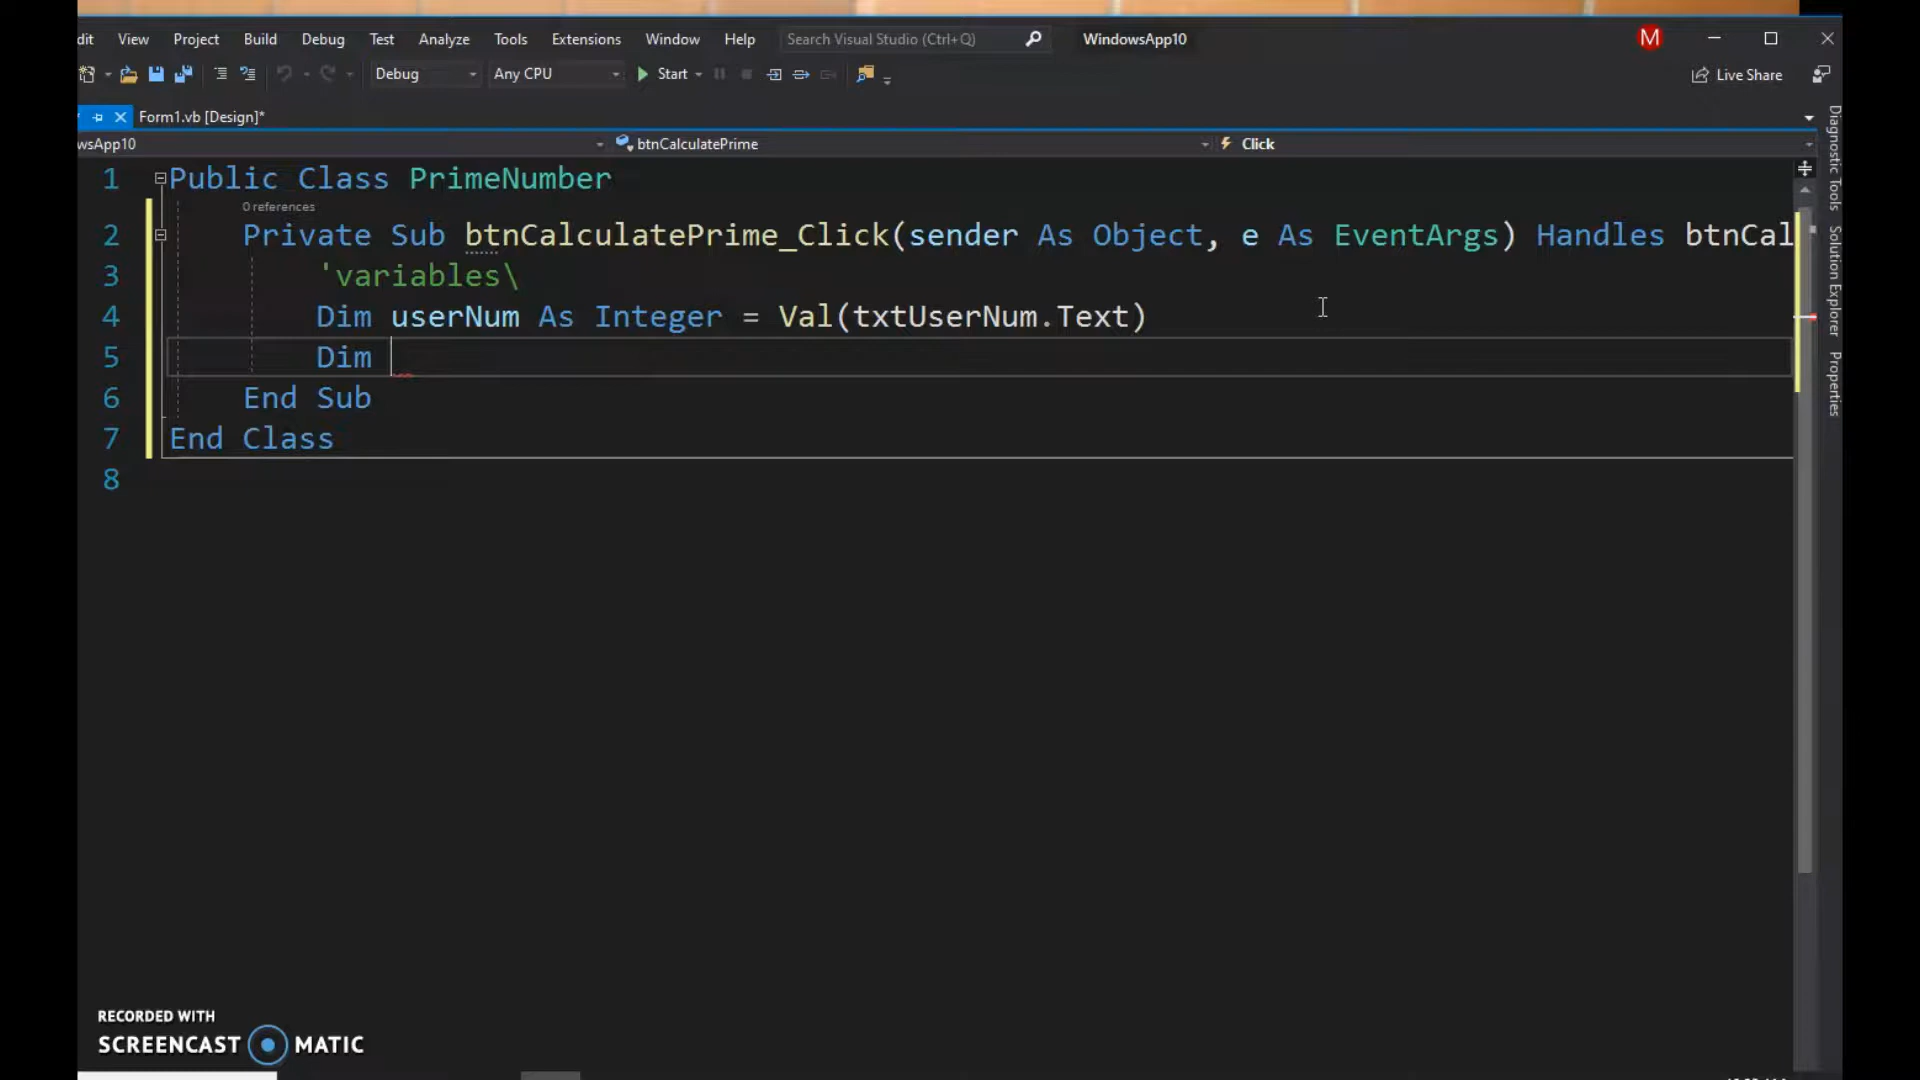 dit View Project Build Debug Test Analyze Tools Extensions Window Help Search Visual Studio (Ctrl+Q) WindowsApp10 M
Debug Any CPU Start Live Share
Form1.vb [Design]*
wsApp10 btnCalculatePrime Click
1 Public Class PrimeNumber
0 references
2 Private Sub btnCalculatePrime_Click(sender As Object, e As EventArgs) Handles btnCal
3 'variables\
4 Dim userNum As Integer = Val(txtUserNum.Text)
5 Dim
6 End Sub
7 End Class
8
Diagnostic Tools
Solution Explorer
Properties
RECORDED WITH
SCREENCAST MATIC